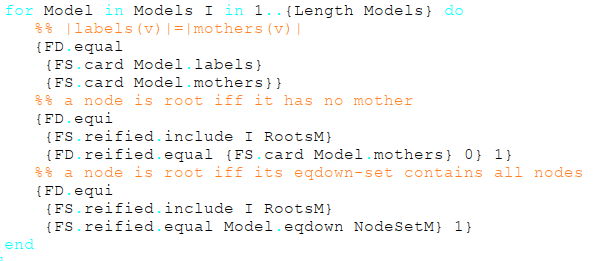 for Model in Models I in 1..{Length Models} do
%% |labels(v)|=|mothers(v)|
{FD.equal
{FS.card Model.labels}
{FS.card Model.mothers}}
%% a node is root iff it has no mother
{FD.equi
{FS.reified.include I RootsM}
{FD.reified.equal {FS.card Model.mothers} 0} 1}
%% a node is root iff its eqdown-set contains all nodes
{FD.equi
{FS.reified.include I RootsM}
{FS.reified.equal Model.eqdown NodeSetM} 1}
end